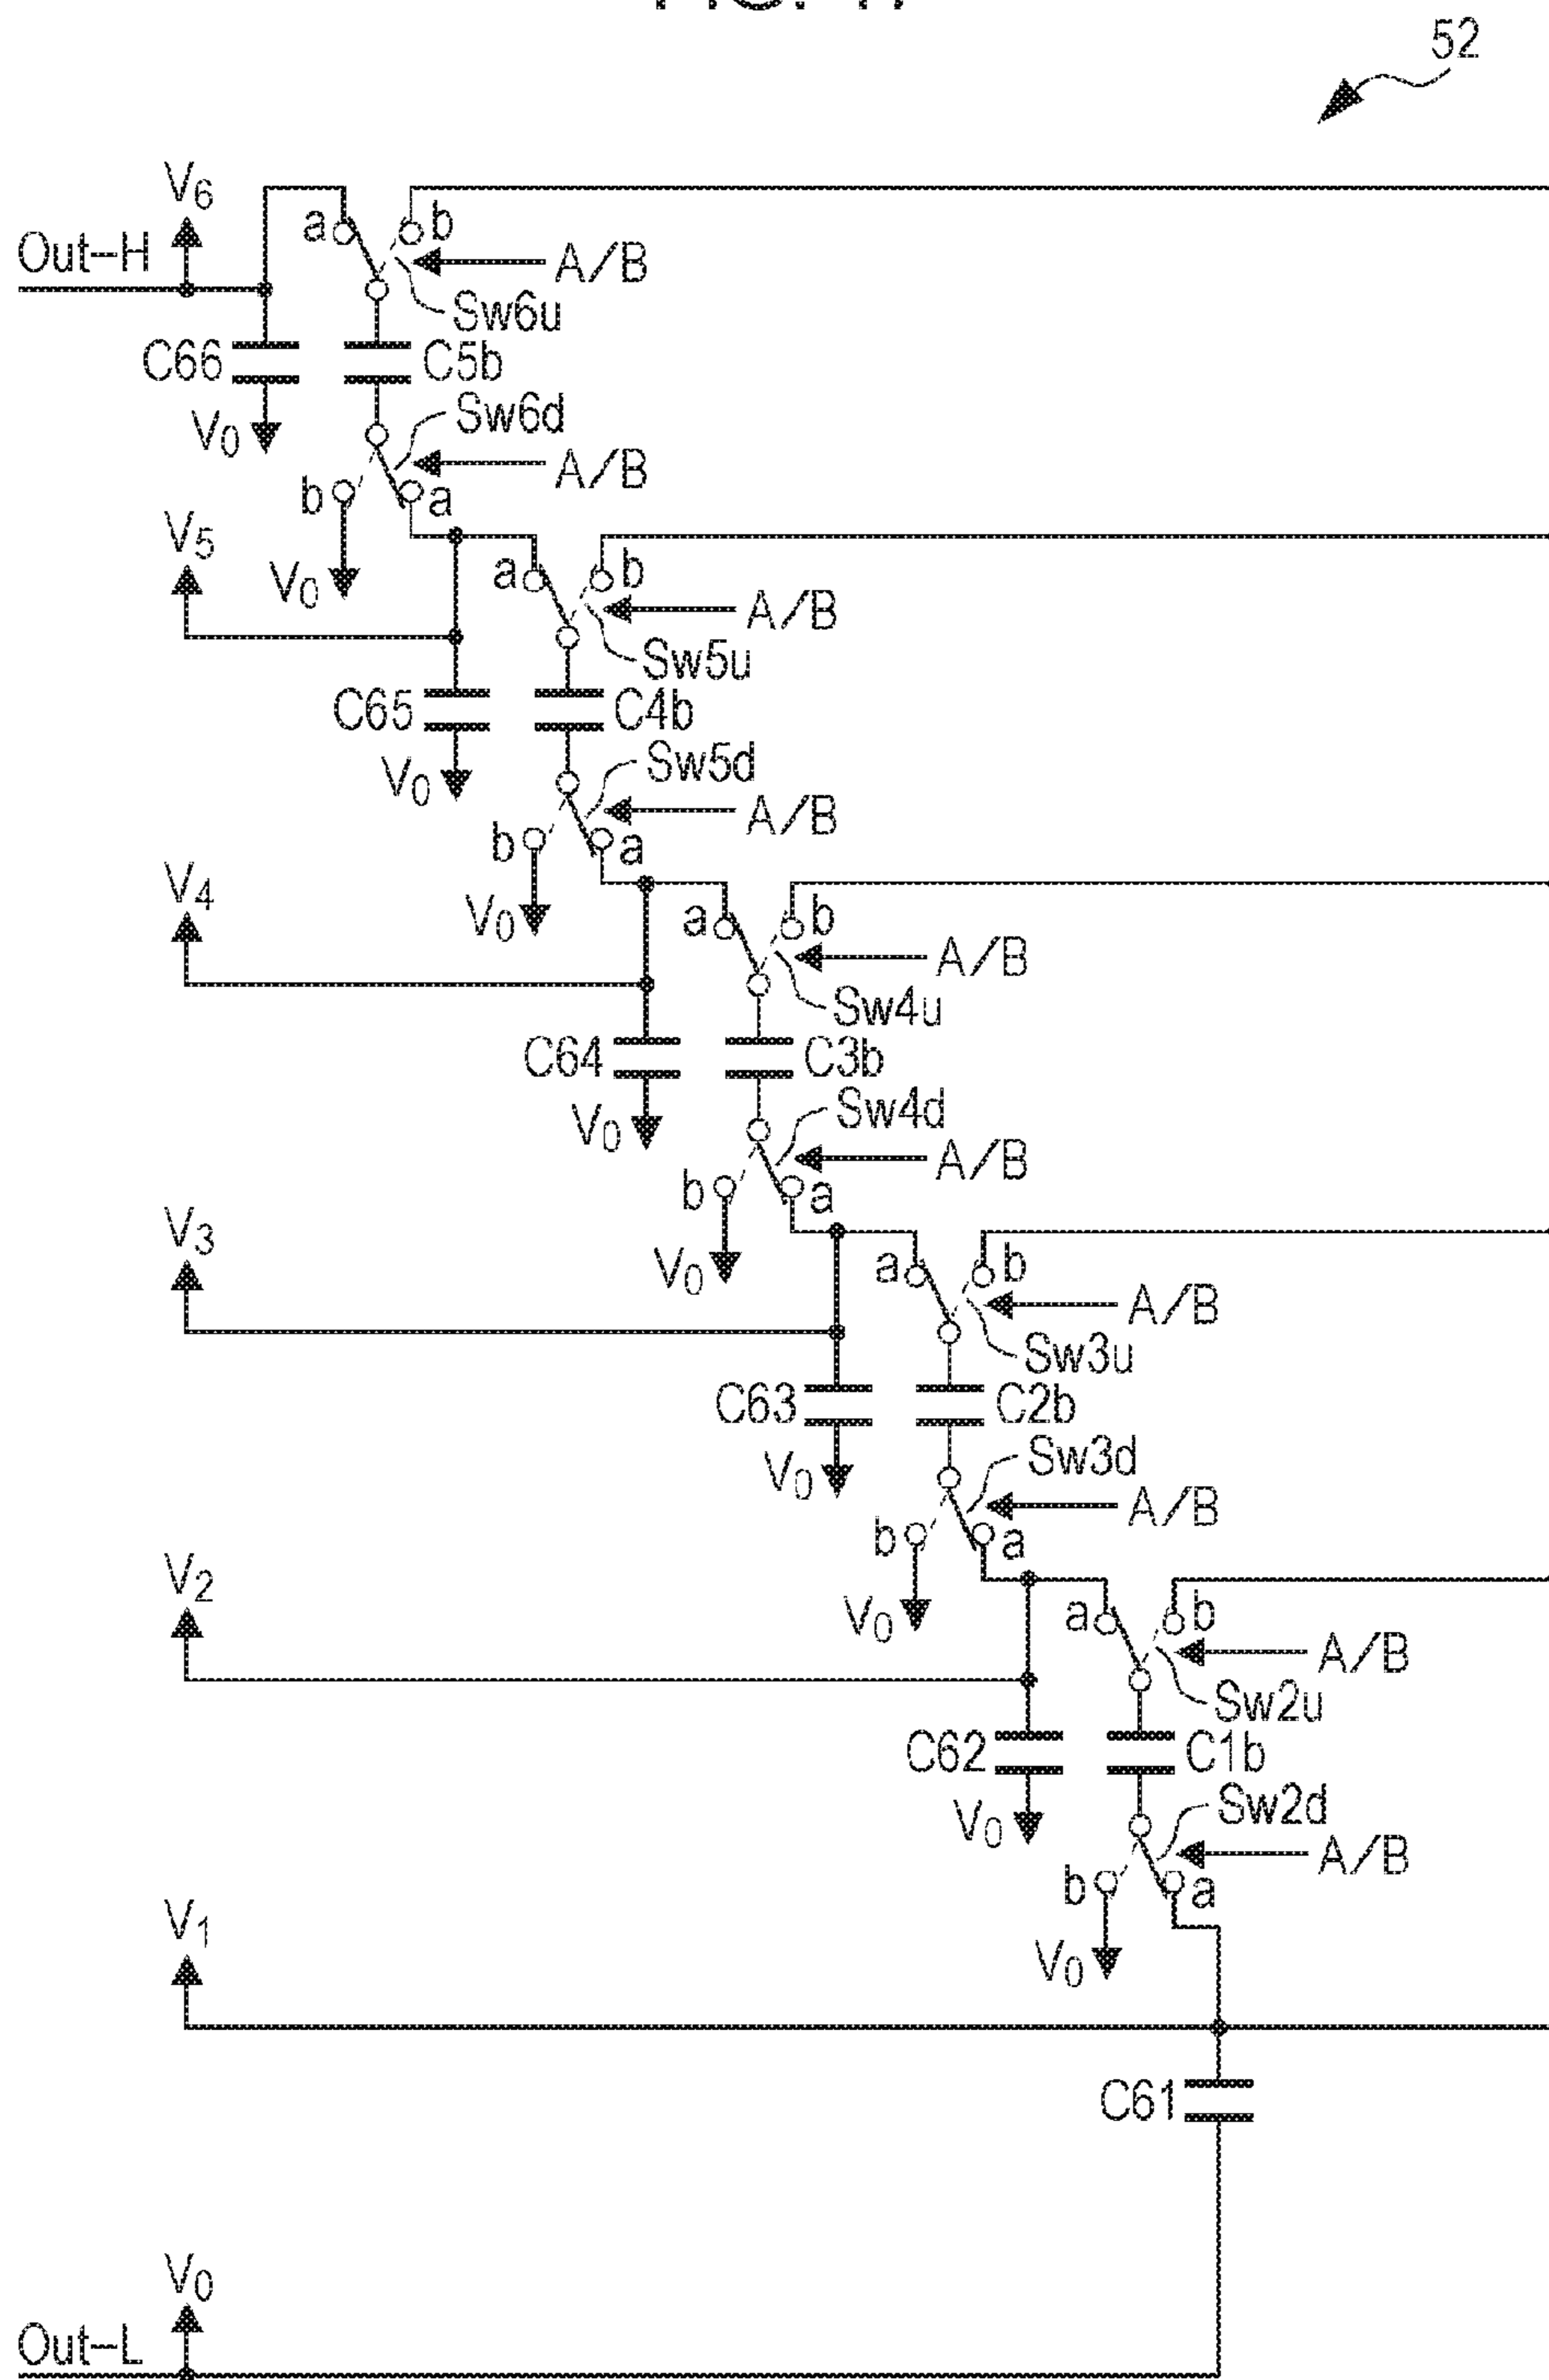 52
V6
Out-H
a
b
A/B
Sw6u
C66
C5b
V0
Sw6d
A/B
b
a
V5
V0
a
b
A/B
Sw5u
C65
C4b
V0
Sw5d
A/B
b
a
V4
V0
a
b
A/B
Sw4u
C64
C3b
V0
Sw4d
A/B
b
a
V3
V0
a
b
A/B
Sw3u
C63
C2b
V0
Sw3d
A/B
b
a
V2
V0
a
b
A/B
Sw2u
C62
C1b
V0
Sw2d
A/B
b
a
V1
V0
C61
V0
Out-L